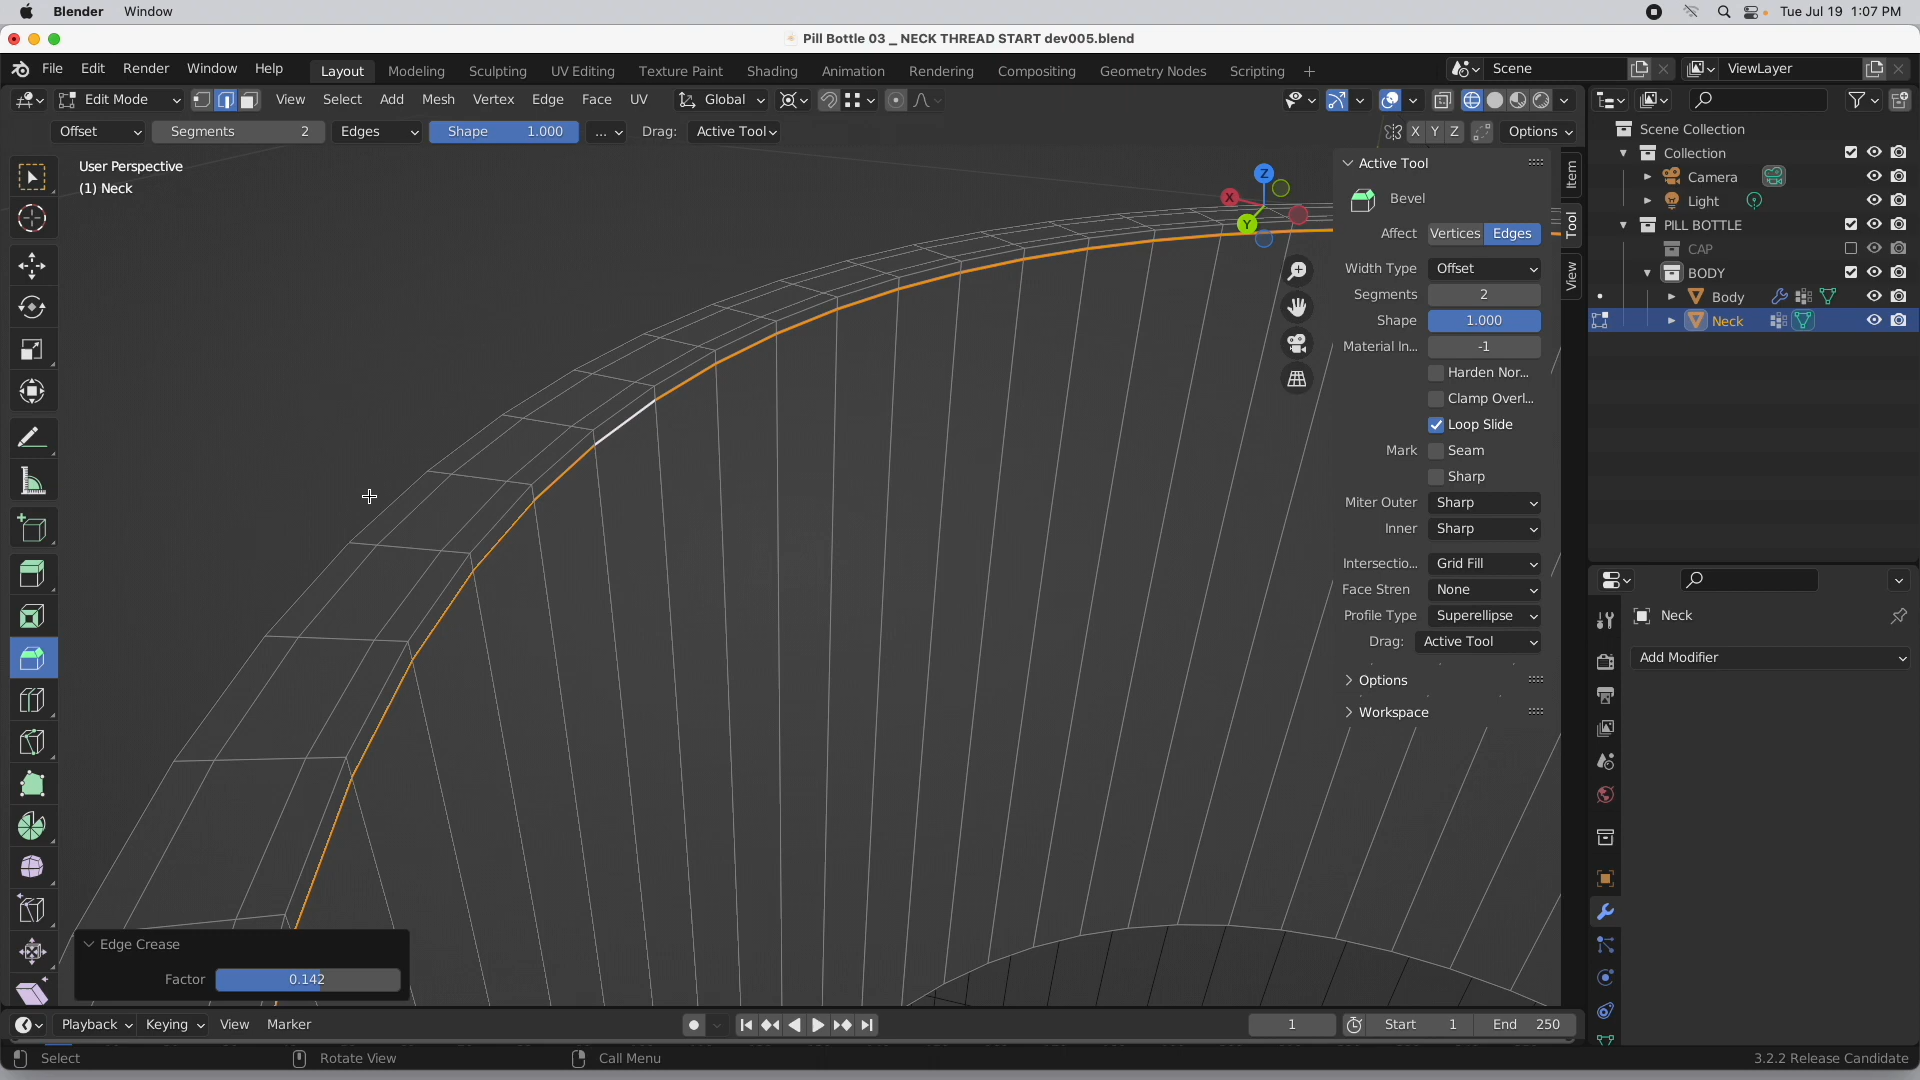 Blender Window
Tue Jul 19 1:07 PM
Pill Bottle 03 _ NECK THREAD START dev005.blend
File Edit Render Window Help
Layout Modeling Sculpting UV Editing Texture Paint Shading Animation Rendering Compositing Geometry Nodes Scripting +
Scene
ViewLayer
Edit Mode
View Select Add Mesh Vertex Edge Face UV
Global
Offset
Segments 2
Edges
Shape 1.000
...
Drag: Active Tool
X Y Z
Options
User Perspective
(1) Neck
Z
X
Y
Active Tool
Bevel
Affect Vertices Edges
Width Type Offset
Segments 2
Shape 1.000
Material In... -1
Harden Nor...
Clamp Overl...
Loop Slide
Mark Seam
Sharp
Miter Outer Sharp
Inner Sharp
Intersectio... Grid Fill
Face Stren None
Profile Type Superellipse
Drag: Active Tool
Options
Workspace
Item
Tool
View
Scene Collection
Collection
Camera
Light
PILL BOTTLE
CAP
BODY
Body
Neck
Neck
Add Modifier
Edge Crease
Factor 0.142
Playback Keying View Marker
1
Start 1
End 250
Select
Rotate View
Call Menu
3.2.2 Release Candidate